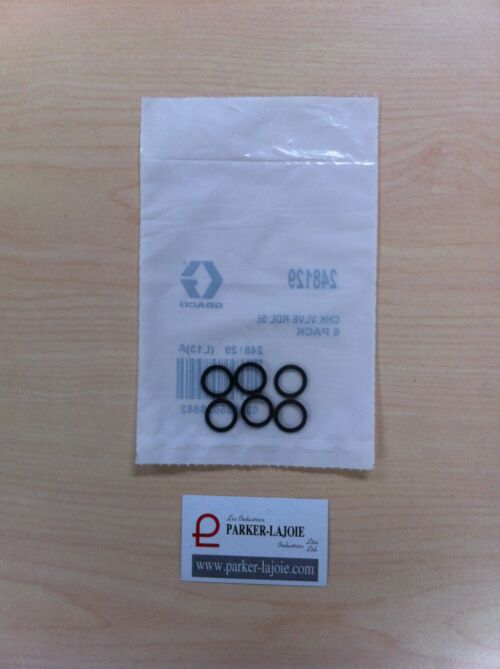 248129
GRACO
CHK VLVE RDL SL
6 PACK
248129 (L13)A
Les Industries
PARKER-LAJOIE
Industries Ltée
Ltd.
www.parker-lajoie.com